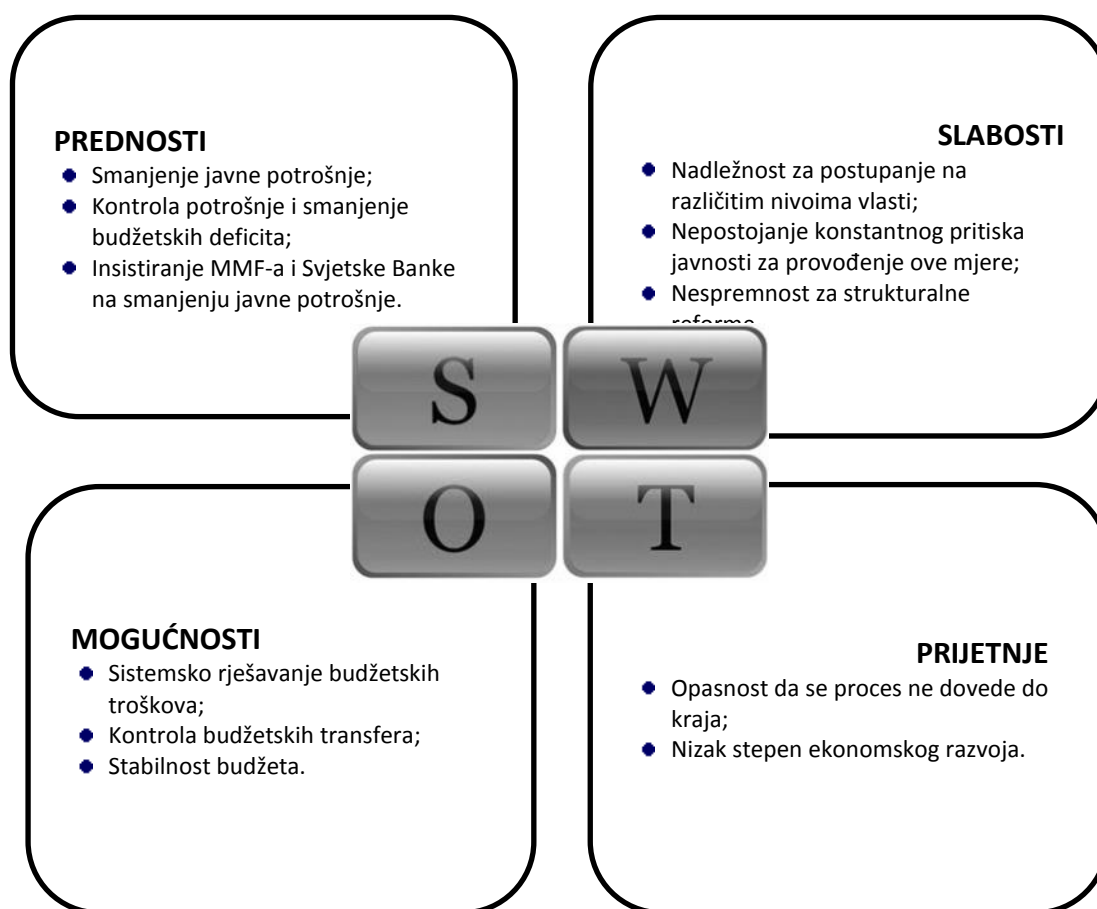 PREDNOSTI
Smanjenje javne potrošnje;
Kontrola potrošnje i smanjenje
budžetskih deficita;
Insistiranje MMF-a i Svjetske Banke
na smanjenju javne potrošnje.
SLABOSTI
Nadležnost za postupanje na
različitim nivoima vlasti;
Nepostojanje konstantnog pritiska
javnosti za provođenje ove mjere;
Nespremnost za strukturalne
S
W
O
T
MOGUĆNOSTI
Sistemsko rješavanje budžetskih
troškova;
Kontrola budžetskih transfera;
Stabilnost budžeta.
PRIJETNJE
Opasnost da se proces ne dovede do
kraja;
Nizak stepen ekonomskog razvoja.